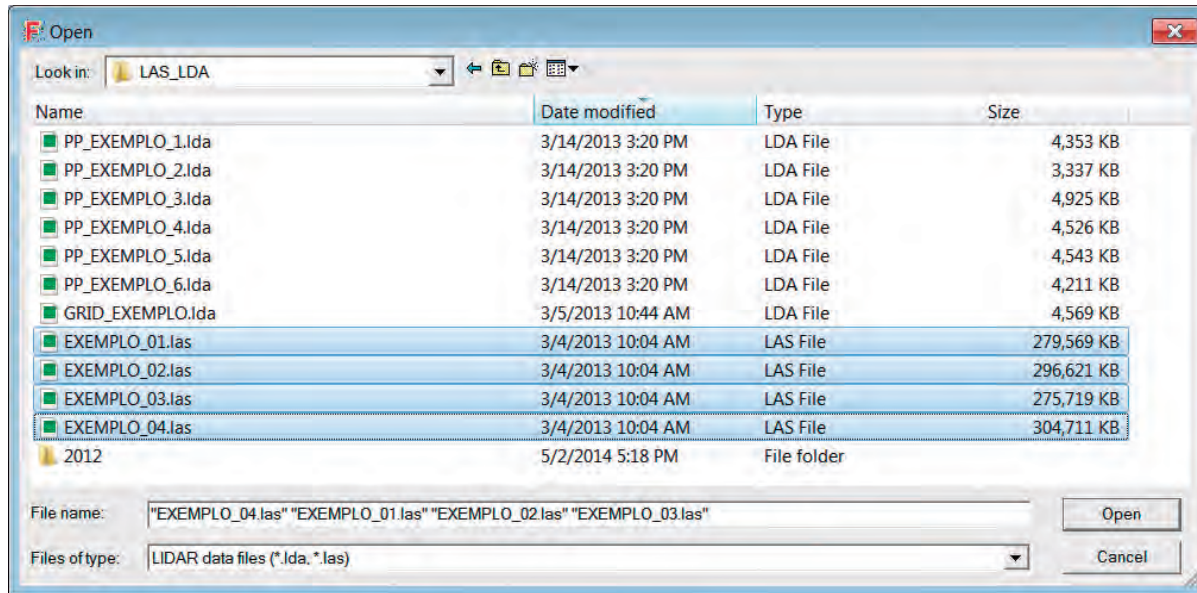 Open
Look in: LAS_LDA
Name Date modified Type Size
PP_EXEMPLO_1.lda 3/14/2013 3:20 PM LDA File 4,353 KB
PP_EXEMPLO_2.lda 3/14/2013 3:20 PM LDA File 3,337 KB
PP_EXEMPLO_3.lda 3/14/2013 3:20 PM LDA File 4,925 KB
PP_EXEMPLO_4.lda 3/14/2013 3:20 PM LDA File 4,526 KB
PP_EXEMPLO_5.lda 3/14/2013 3:20 PM LDA File 4,543 KB
PP_EXEMPLO_6.lda 3/14/2013 3:20 PM LDA File 4,211 KB
GRID_EXEMPLO.lda 3/5/2013 10:44 AM LDA File 4,569 KB
EXEMPLO_01.las 3/4/2013 10:04 AM LAS File 279,569 KB
EXEMPLO_02.las 3/4/2013 10:04 AM LAS File 296,621 KB
EXEMPLO_03.las 3/4/2013 10:04 AM LAS File 275,719 KB
EXEMPLO_04.las 3/4/2013 10:04 AM LAS File 304,711 KB
2012 5/2/2014 5:18 PM File folder
File name: "EXEMPLO_04.las" "EXEMPLO_01.las" "EXEMPLO_02.las" "EXEMPLO_03.las" Open
Files of type: LIDAR data files (*.lda, *.las) Cancel